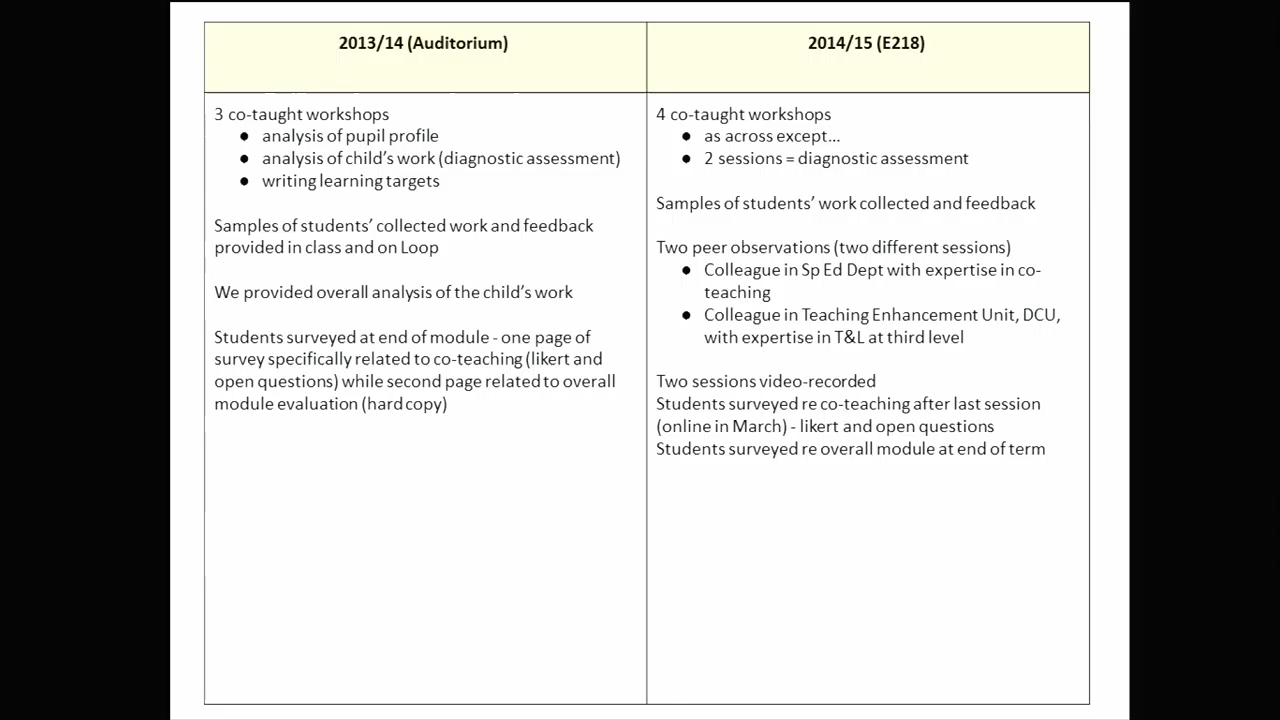 2013/14 (Auditorium)
3 co-taught workshops
● analysis of pupil profile
● analysis of child’s work (diagnostic assessment)
● writing learning targets
Samples of students’ collected work and feedback
provided in class and on Loop
We provided overall analysis of the child’s work
Students surveyed at end of module - one page of
survey specifically related to co-teaching (likert and
open questions) while second page related to overall
module evaluation (hard copy)
2014/15 (E218)
4 co-taught workshops
● as across except...
● 2 sessions = diagnostic assessment
Samples of students’ work collected and feedback
Two peer observations (two different sessions)
● Colleague in Sp Ed Dept with expertise in co-
teaching
● Colleague in Teaching Enhancement Unit, DCU,
with expertise in T&L at third level
Two sessions video-recorded
Students surveyed re co-teaching after last session
(online in March) - likert and open questions
Students surveyed re overall module at end of term